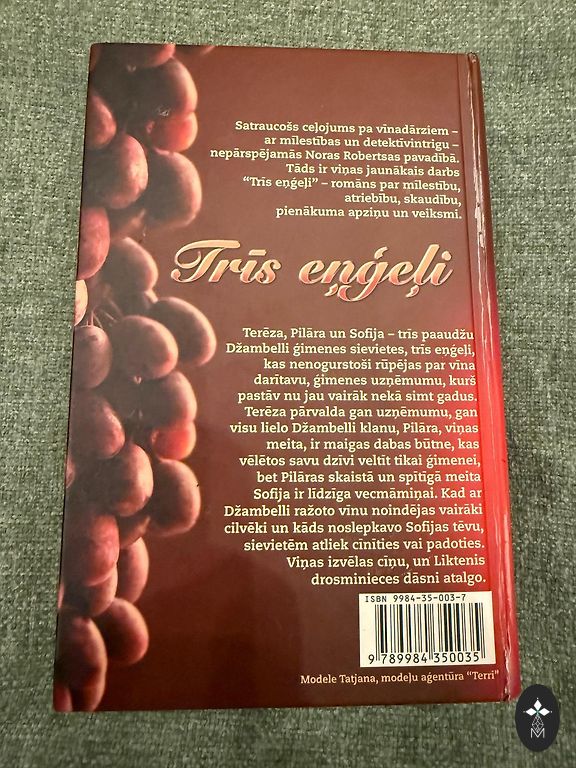 Satraucošs ceļojums pa vīnadārziem –
ar mīlestības un detektīvintrigu –
nepārspējamās Noras Robertsas pavadībā.
Tāds ir viņas jaunākais darbs
“Trīs eņģeļi” – romāns par mīlestību,
atriebību, skaudību,
pienākuma apziņu un veiksmi.
Trīs eņģeļi
Terēza, Pilāra un Sofija – trīs paaudžu
Džambelli ģimenes sievietes, trīs eņģeļi,
kas nenogurstoši rūpējas par vīna
darītavu, ģimenes uzņēmumu, kurš
pastāv nu jau vairāk nekā simt gadus.
Terēza pārvalda gan uzņēmumu, gan
visu lielo Džambelli klanu, Pilāra, viņas
meita, ir maigas dabas būtne, kas
vēlētos savu dzīvi veltīt tikai ģimenei,
bet Pilāras skaistā un spītīgā meita
Sofija ir līdzīga vecmāmiņai. Kad ar
Džambelli ražoto vīnu noindējas vairāki
cilvēki un kāds noslepkavo Sofijas tēvu,
sievietēm atliek cīnīties vai padoties.
Viņas izvēlas cīņu, un Liktenis
drosminieces dāsni atalgo.
ISBN 9984-35-003-7
9 789984 350035
Modele Tatjana, modeļu aģentūra “Terri”
M